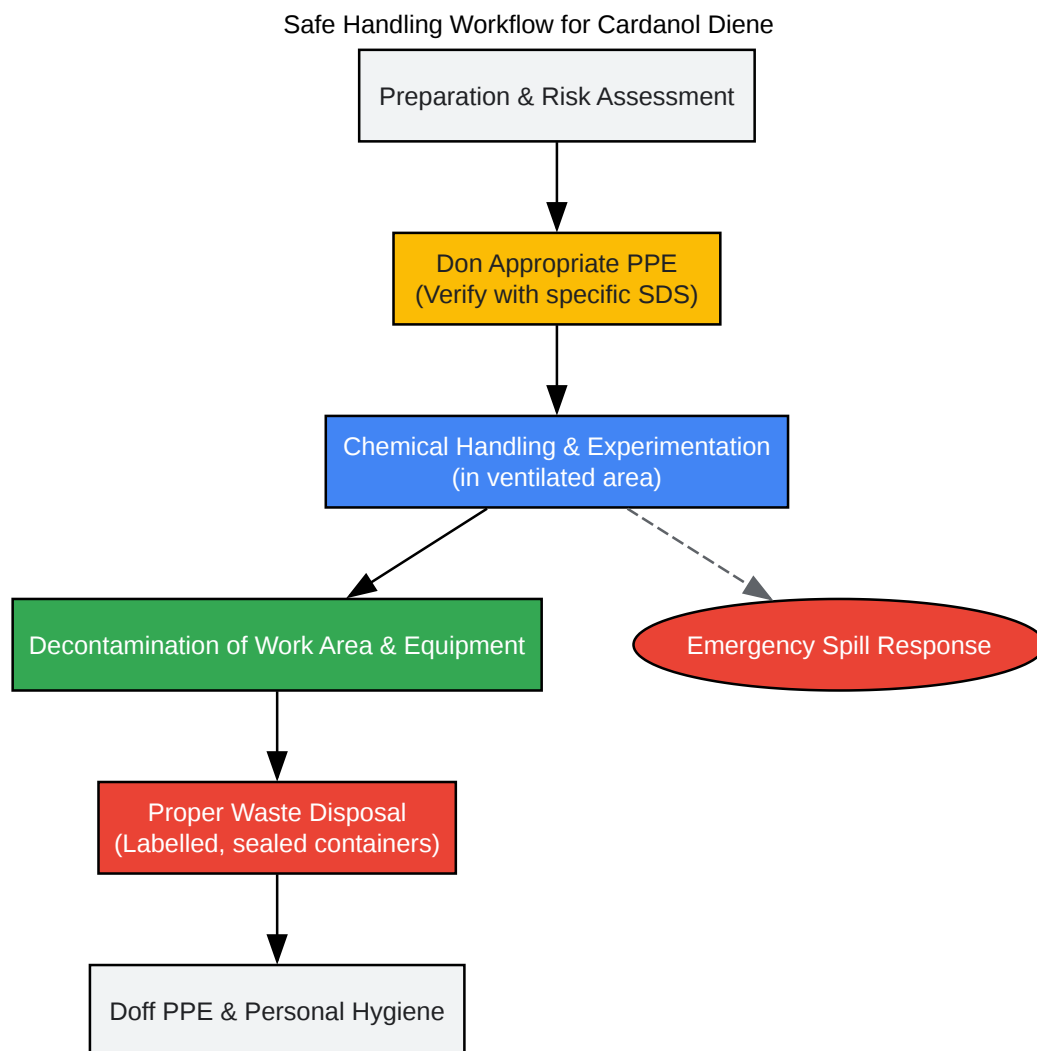 Safe Handling Workflow for Cardanol Diene
Preparation & Risk Assessment
Don Appropriate PPE
(Verify with specific SDS)
Chemical Handling & Experimentation
(in ventilated area)
Decontamination of Work Area & Equipment
Emergency Spill Response
Proper Waste Disposal
(Labelled, sealed containers)
Doff PPE & Personal Hygiene